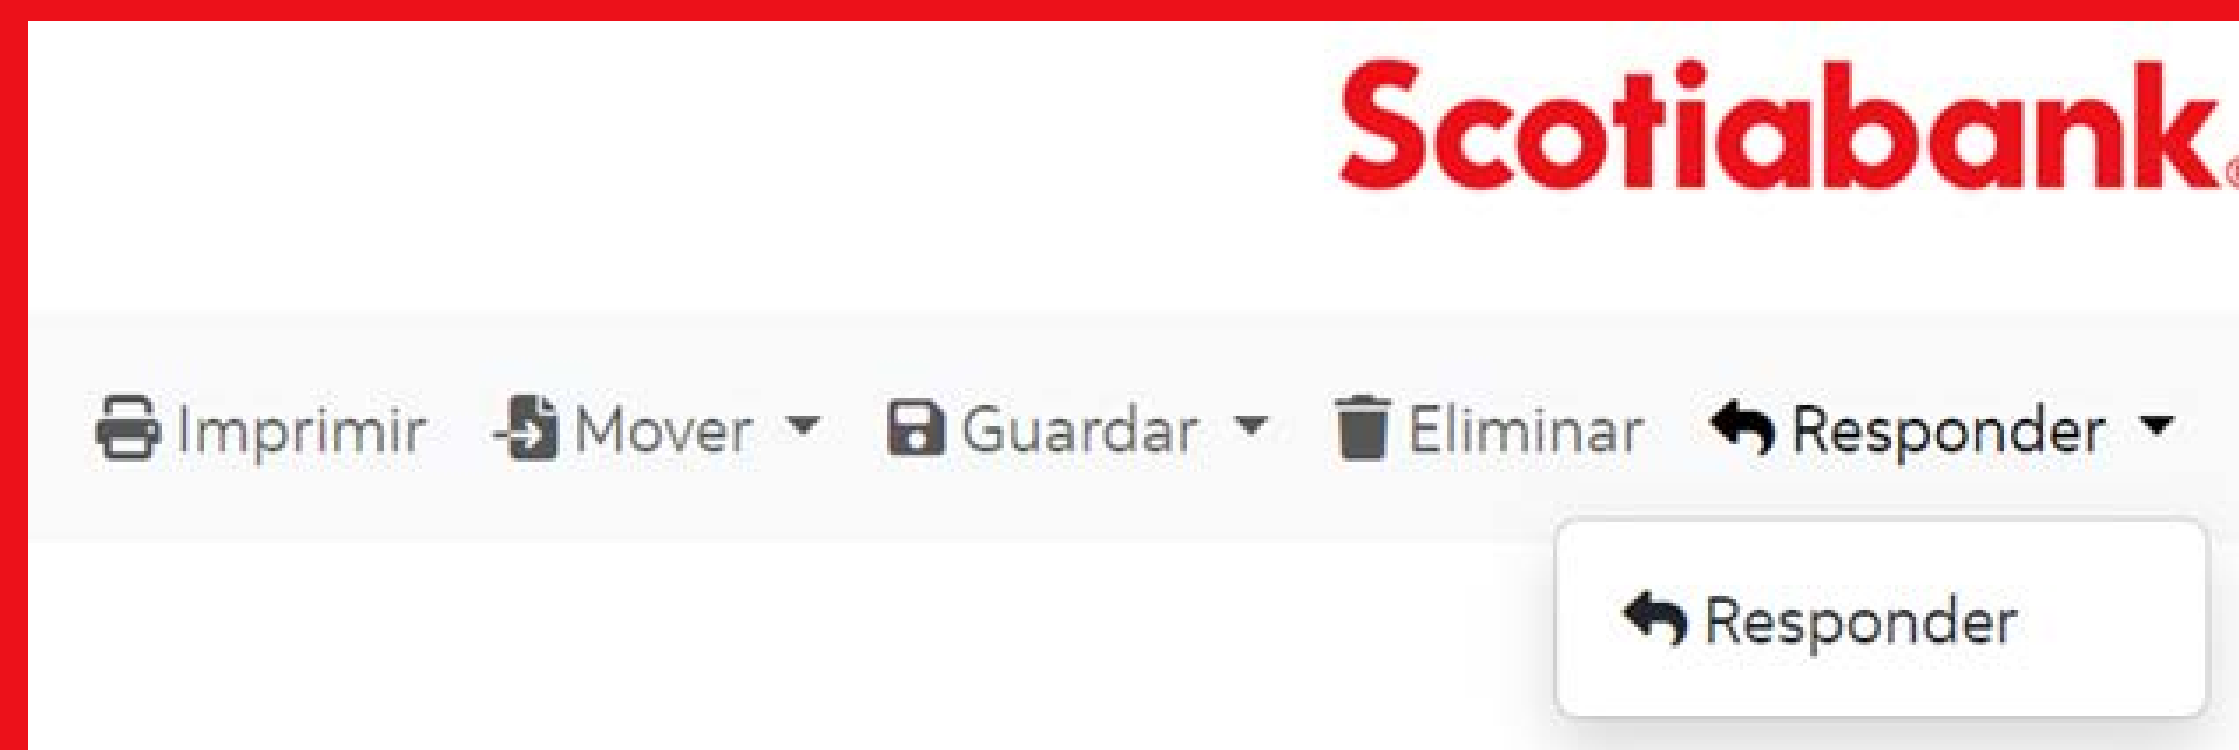 Scotiabank®
Imprimir Mover Guardar Eliminar Responder
Responder